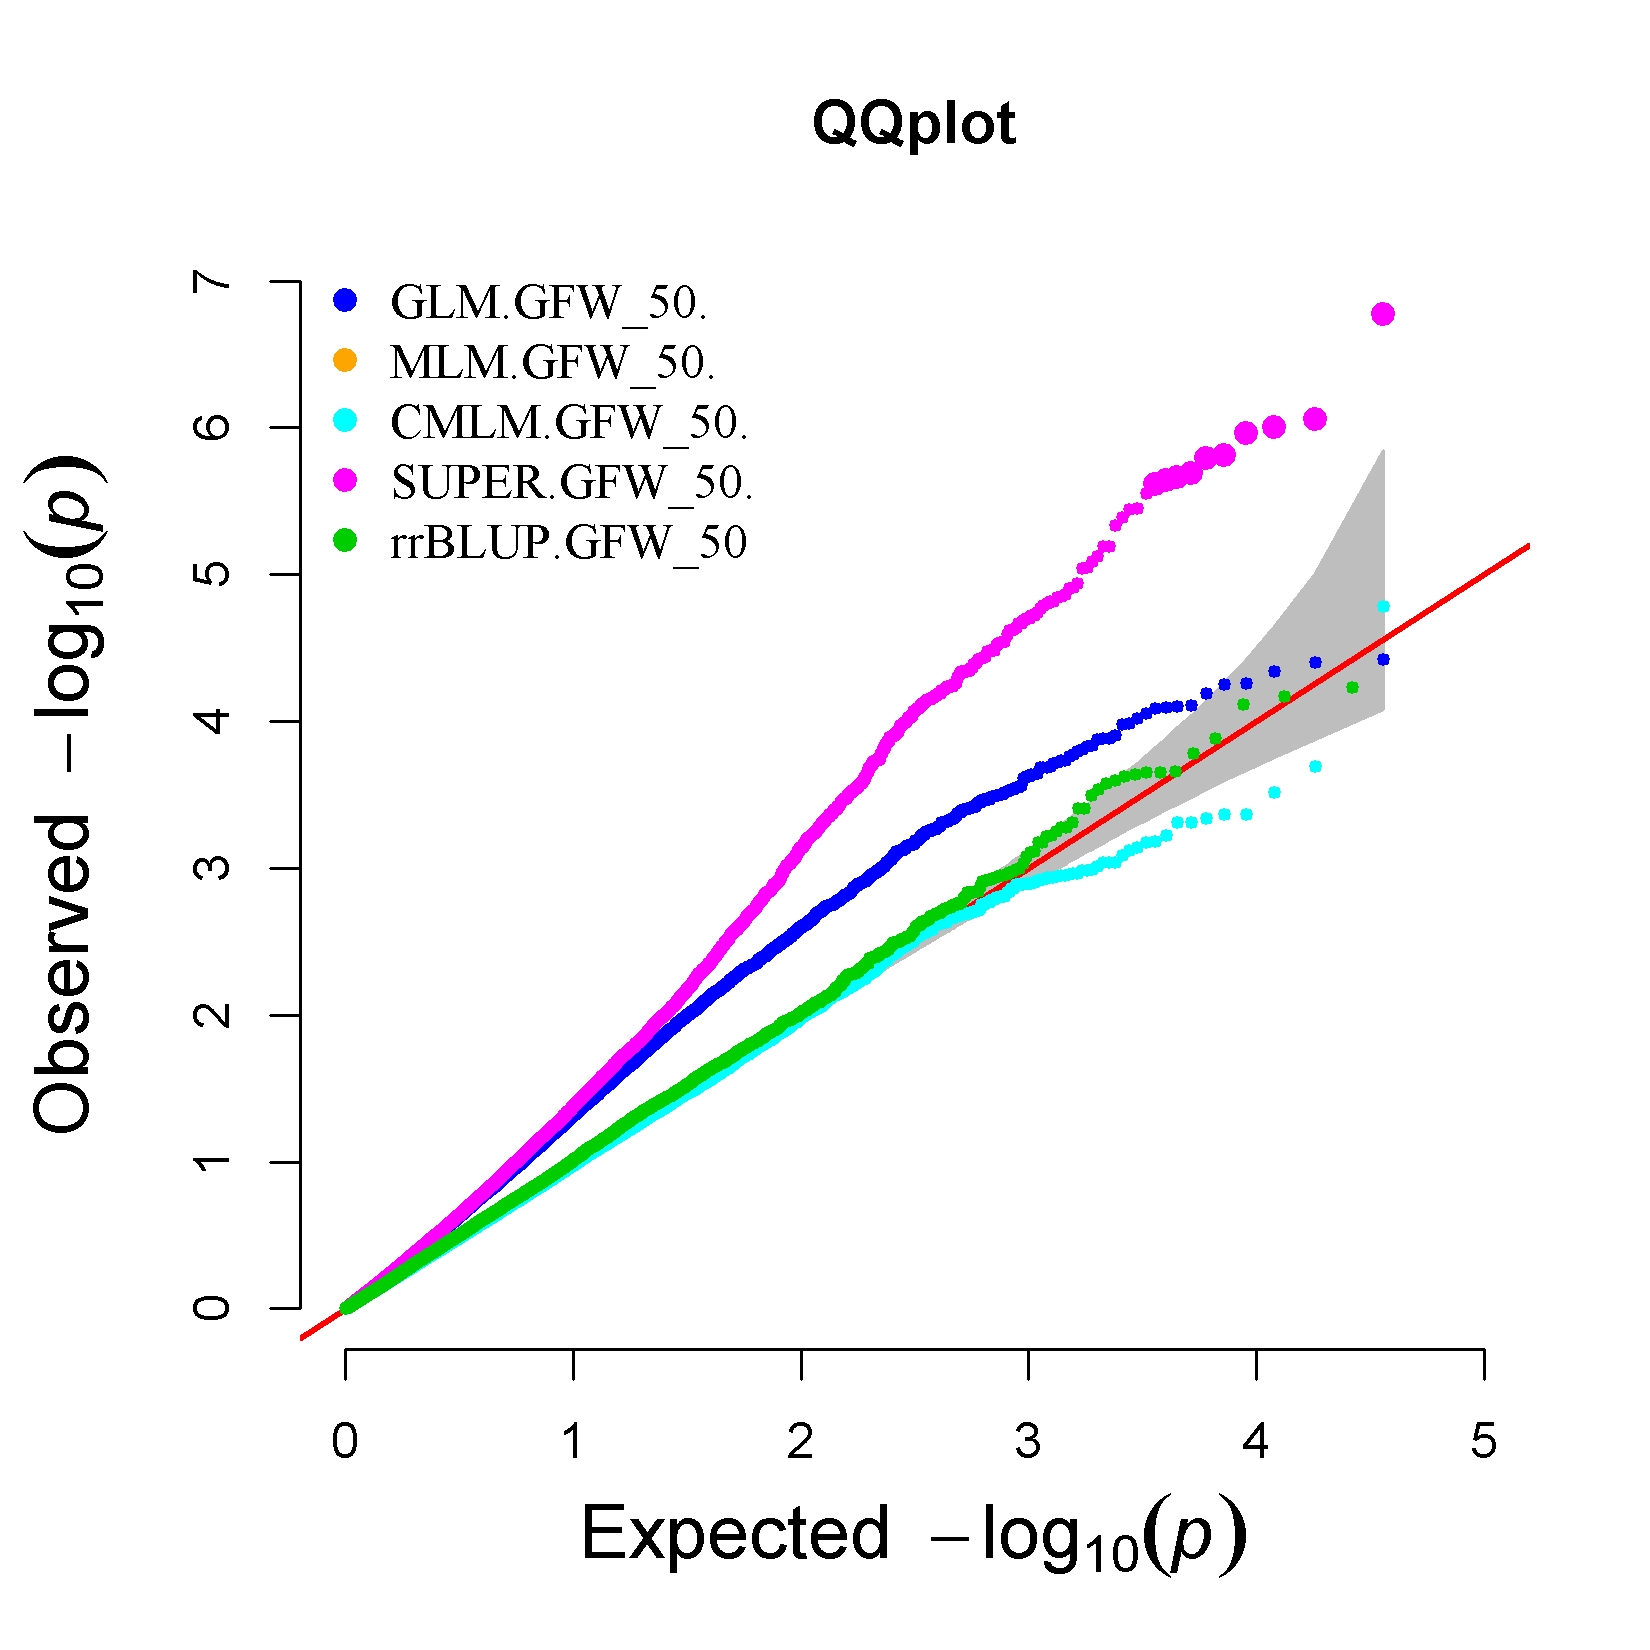 QQplot
GLM.GFW_50.
MLM.GFW_50.
CMLM.GFW_50.
SUPER.GFW_50.
rrBLUP.GFW_50
Observed −log₁₀(p)
7
6
5
4
3
2
1
0
0 1 2 3 4 5
Expected −log₁₀(p)